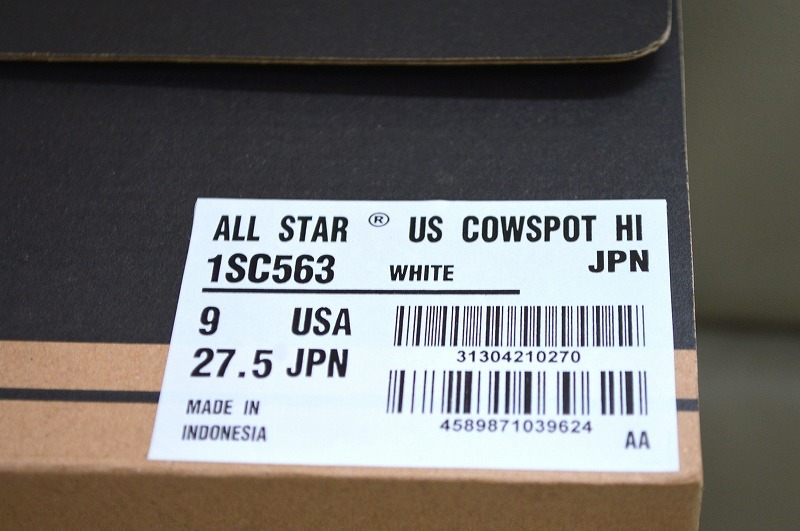 ALL STAR ® US COWSPOT HI
1SC563 WHITE JPN
9 USA
27.5 JPN
31304210270
4589871039624
MADE IN
INDONESIA
AA